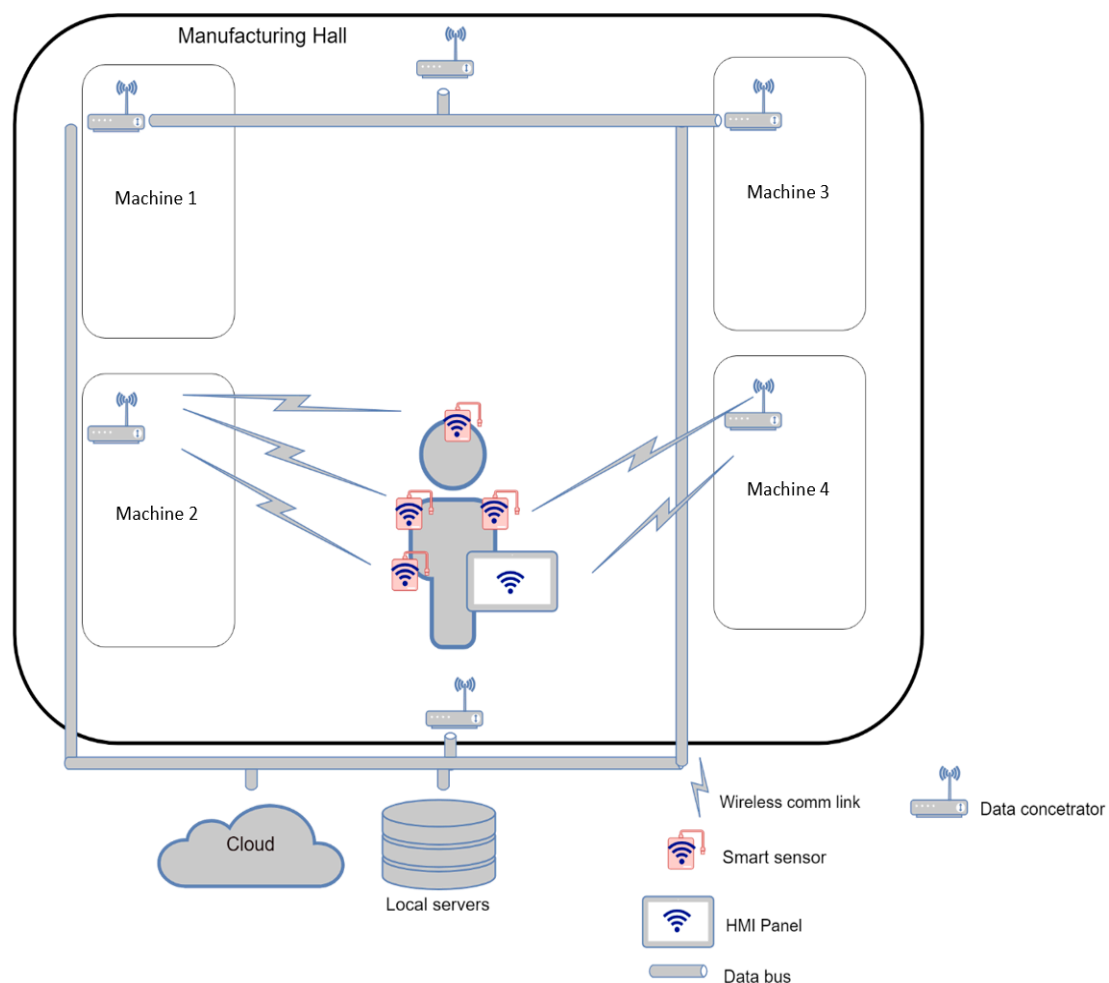 Manufacturing Hall
Machine 1
Machine 3
Machine 2
Machine 4
Cloud
Local servers
Wireless comm link
Data concetrator
Smart sensor
HMI Panel
Data bus